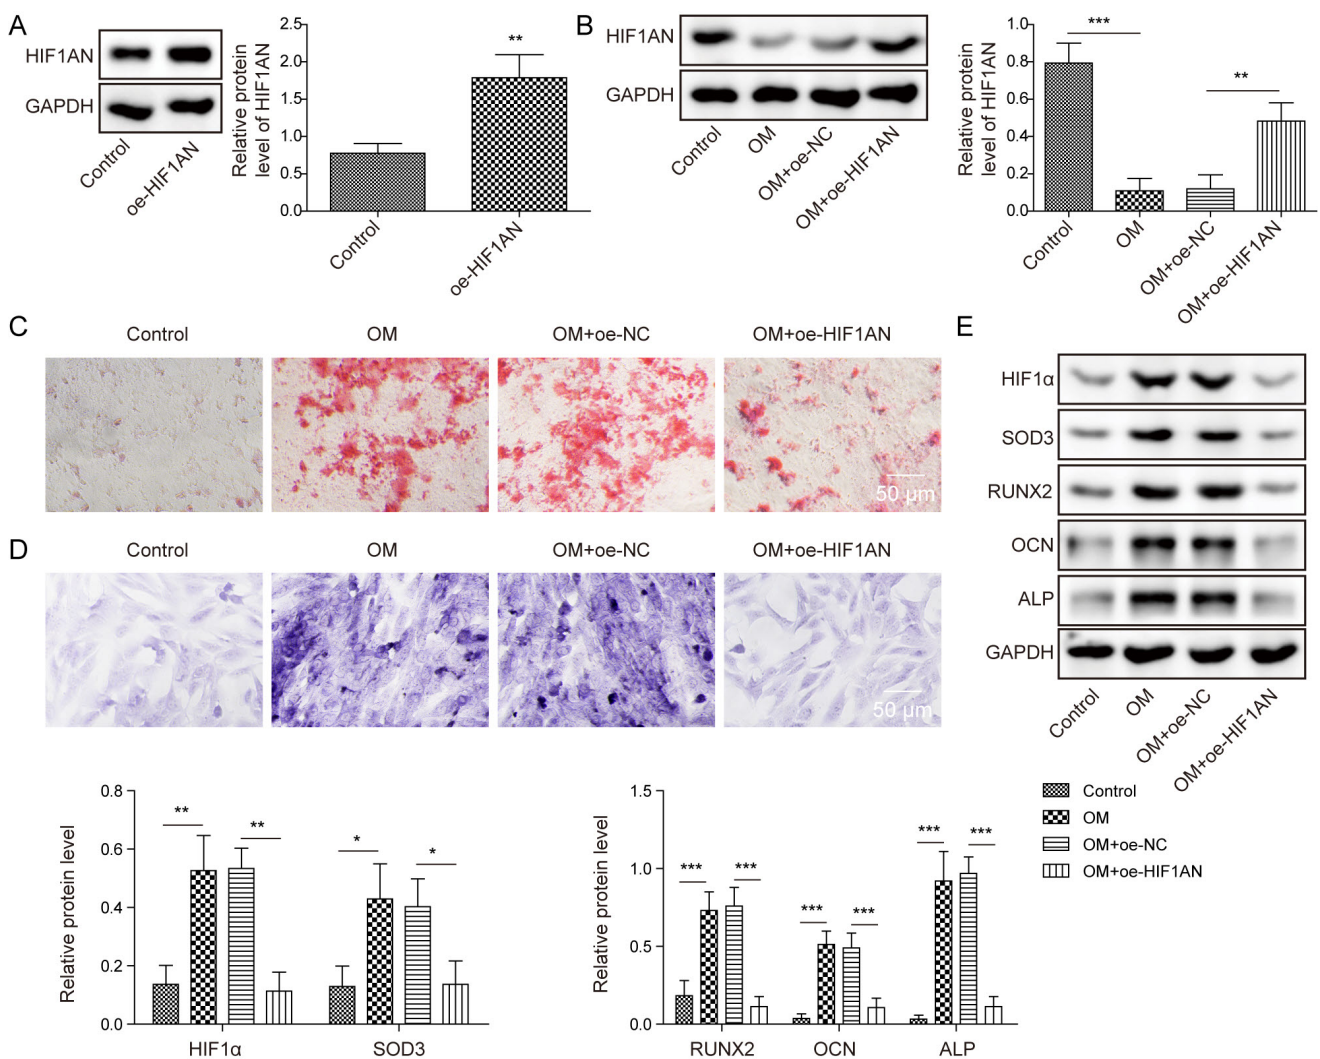 A
HIF1AN
GAPDH
Control
oe-HIF1AN
Relative protein
level of HIF1AN
2.5
2.0
1.5
1.0
0.5
0.0
**
Control
oe-HIF1AN
B
HIF1AN
GAPDH
Control
OM
OM+oe-NC
OM+oe-HIF1AN
Relative protein
level of HIF1AN
1.0
0.8
0.6
0.4
0.2
0.0
***
**
Control
OM
OM+oe-NC
OM+oe-HIF1AN
C
Control
OM
OM+oe-NC
OM+oe-HIF1AN
50 μm
D
Control
OM
OM+oe-NC
OM+oe-HIF1AN
50 μm
E
HIF1α
SOD3
RUNX2
OCN
ALP
GAPDH
Control
OM
OM+oe-NC
OM+oe-HIF1AN
Relative protein level
0.8
0.6
0.4
0.2
0.0
**
**
*
*
HIF1α
SOD3
Relative protein level
1.5
1.0
0.5
0.0
***
***
***
***
***
***
RUNX2
OCN
ALP
Control
OM
OM+oe-NC
OM+oe-HIF1AN